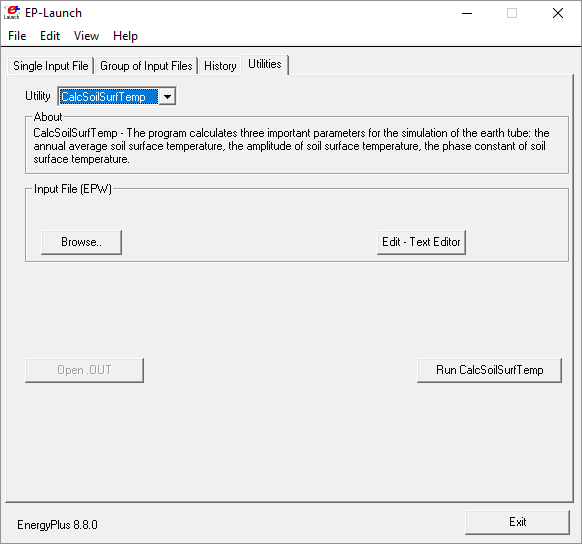 e
Launch
EP-Launch
File Edit View Help
Single Input File Group of Input Files History Utilities
Utility CalcSoilSurfTemp
About
CalcSoilSurfTemp - The program calculates three important parameters for the simulation of the earth tube: the
annual average soil surface temperature, the amplitude of soil surface temperature, the phase constant of soil
surface temperature.
Input File (EPW)
Browse.. Edit - Text Editor
Open .OUT Run CalcSoilSurfTemp
EnergyPlus 8.8.0 Exit